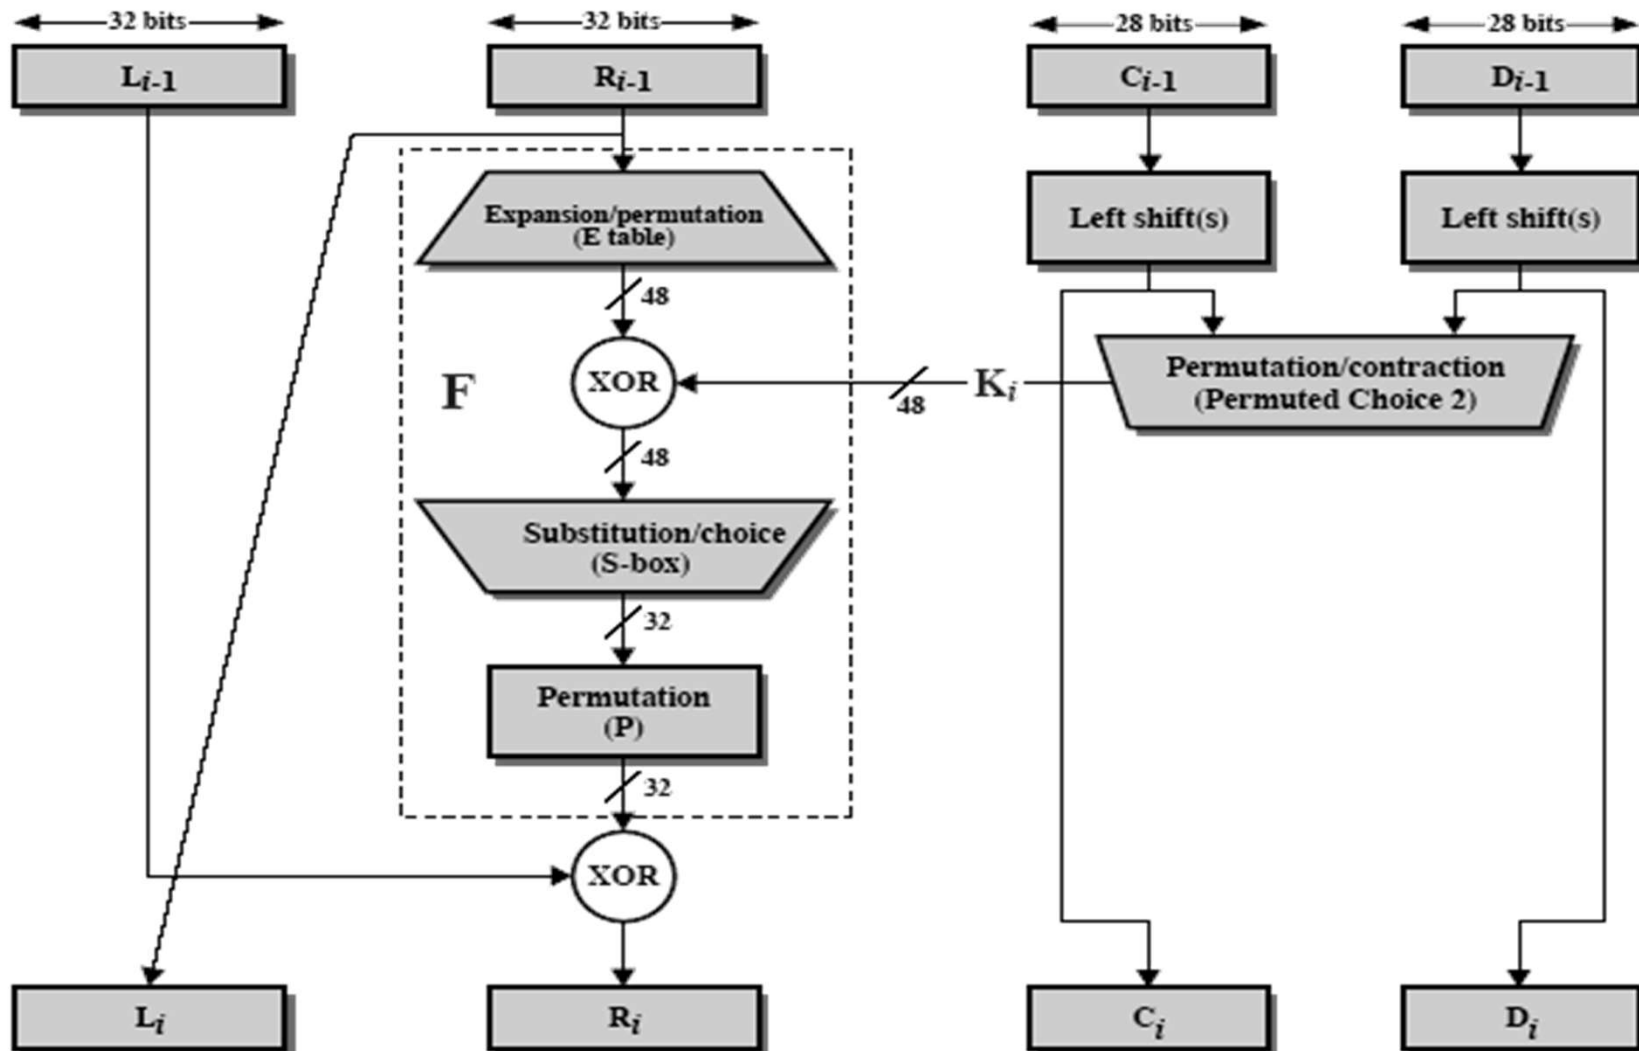 32 bits
32 bits
28 bits
28 bits
Li-1
Ri-1
Ci-1
Di-1
Expansion/permutation
(E table)
Left shift(s)
Left shift(s)
48
F
XOR
48
Ki
Permutation/contraction
(Permuted Choice 2)
48
Substitution/choice
(S-box)
32
Permutation
(P)
32
XOR
Li
Ri
Ci
Di